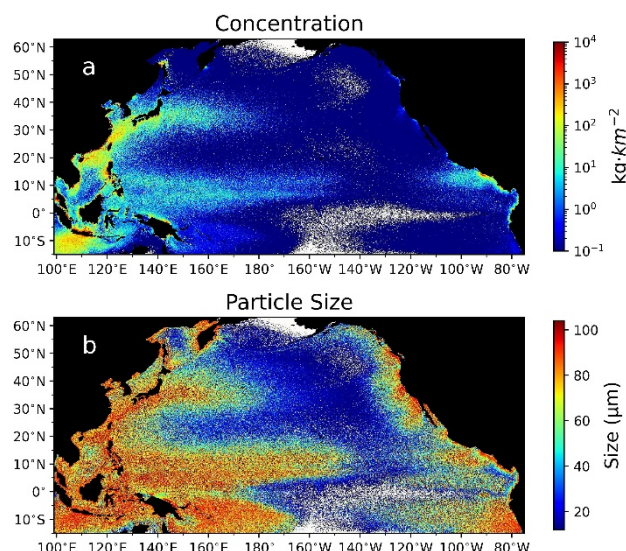 Concentration
a
60°N
50°N
40°N
30°N
20°N
10°N
0°
10°S
100°E 120°E 140°E 160°E 180° 160°W 140°W 120°W 100°W 80°W
10⁴
10³
10²
10¹
10⁰
10⁻¹
kg·km⁻²
Particle Size
b
60°N
50°N
40°N
30°N
20°N
10°N
0°
10°S
100°E 120°E 140°E 160°E 180° 160°W 140°W 120°W 100°W 80°W
100
80
60
40
20
Size (μm)